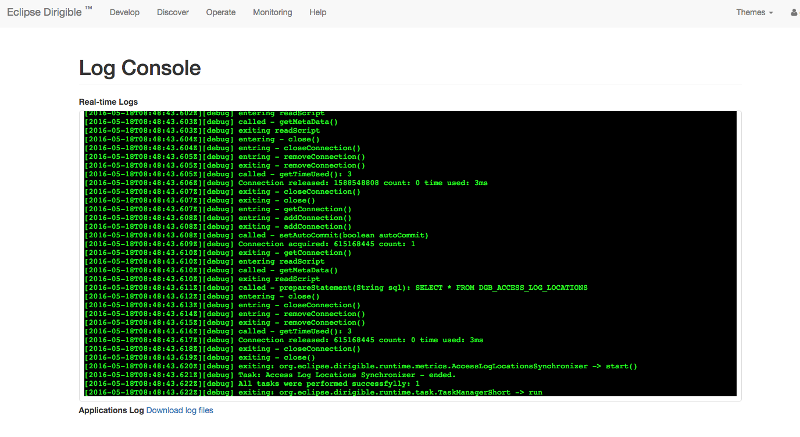 Eclipse Dirigible ™ Develop Discover Operate Monitoring Help Themes
Log Console
Real-time Logs
[2016-05-18T08:48:43.602Z][debug] entering readScript
[2016-05-18T08:48:43.603Z][debug] called - getMetaData()
[2016-05-18T08:48:43.603Z][debug] exiting readScript
[2016-05-18T08:48:43.604Z][debug] entering - close()
[2016-05-18T08:48:43.604Z][debug] entring - closeConnection()
[2016-05-18T08:48:43.605Z][debug] entring - removeConnection()
[2016-05-18T08:48:43.605Z][debug] exiting - removeConnection()
[2016-05-18T08:48:43.605Z][debug] called - getTimeUsed(): 3
[2016-05-18T08:48:43.606Z][debug] Connection released: 1588548808 count: 0 time used: 3ms
[2016-05-18T08:48:43.607Z][debug] exiting - closeConnection()
[2016-05-18T08:48:43.607Z][debug] exiting - close()
[2016-05-18T08:48:43.607Z][debug] entring - getConnection()
[2016-05-18T08:48:43.608Z][debug] entring - addConnection()
[2016-05-18T08:48:43.608Z][debug] exiting - addConnection()
[2016-05-18T08:48:43.608Z][debug] called - setAutoCommit(boolean autoCommit)
[2016-05-18T08:48:43.609Z][debug] Connection acquired: 615168445 count: 1
[2016-05-18T08:48:43.610Z][debug] exiting - getConnection()
[2016-05-18T08:48:43.610Z][debug] entering readScript
[2016-05-18T08:48:43.610Z][debug] called - getMetaData()
[2016-05-18T08:48:43.610Z][debug] exiting readScript
[2016-05-18T08:48:43.611Z][debug] called - prepareStatement(String sql): SELECT * FROM DGB_ACCESS_LOG_LOCATIONS
[2016-05-18T08:48:43.612Z][debug] entering - close()
[2016-05-18T08:48:43.613Z][debug] entring - closeConnection()
[2016-05-18T08:48:43.614Z][debug] entring - removeConnection()
[2016-05-18T08:48:43.615Z][debug] exiting - removeConnection()
[2016-05-18T08:48:43.616Z][debug] called - getTimeUsed(): 3
[2016-05-18T08:48:43.617Z][debug] Connection released: 615168445 count: 0 time used: 3ms
[2016-05-18T08:48:43.618Z][debug] exiting - closeConnection()
[2016-05-18T08:48:43.619Z][debug] exiting - close()
[2016-05-18T08:48:43.620Z][debug] exiting: org.eclipse.dirigible.runtime.metrics.AccessLogLocationsSynchronizer -> start()
[2016-05-18T08:48:43.621Z][debug] Task: Access Log Locations Synchronizer - ended.
[2016-05-18T08:48:43.622Z][debug] All tasks were performed successfylly: 1
[2016-05-18T08:48:43.622Z][debug] exiting: org.eclipse.dirigible.runtime.task.TaskManagerShort -> run
Applications Log Download log files